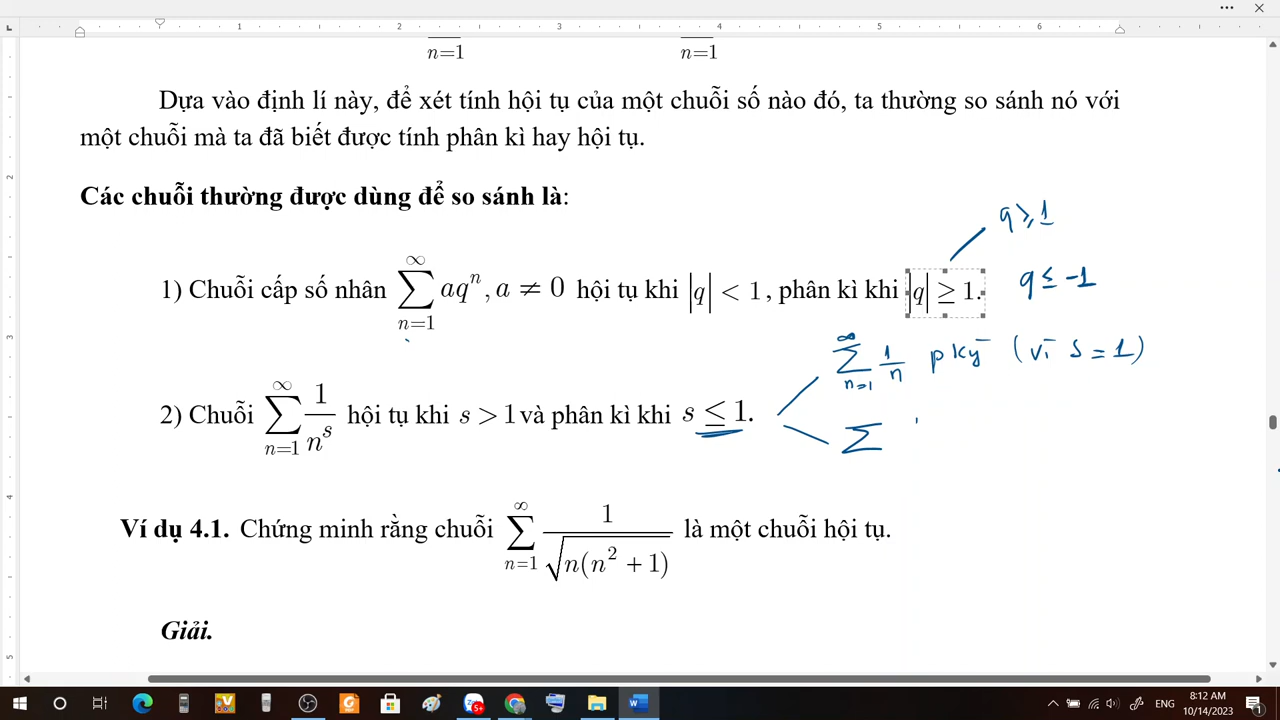 n=1 n=1
Dựa vào định lí này, để xét tính hội tụ của một chuỗi số nào đó, ta thường so sánh nó với
một chuỗi mà ta đã biết được tính phân kì hay hội tụ.
Các chuỗi thường được dùng để so sánh là:
q ≥ 1
1) Chuỗi cấp số nhân ∑_{n=1}^{∞} aq^n, a ≠ 0 hội tụ khi |q| < 1, phân kì khi |q| ≥ 1. q ≤ -1
∑_{n=1}^{∞} 1/n p kỳ (vì s = 1)
2) Chuỗi ∑_{n=1}^{∞} 1/n^s hội tụ khi s > 1 và phân kì khi s ≤ 1.
∑
Ví dụ 4.1. Chứng minh rằng chuỗi ∑_{n=1}^{∞} 1/√(n(n^2 + 1)) là một chuỗi hội tụ.
Giải.
8:12 AM
ENG
10/14/2023